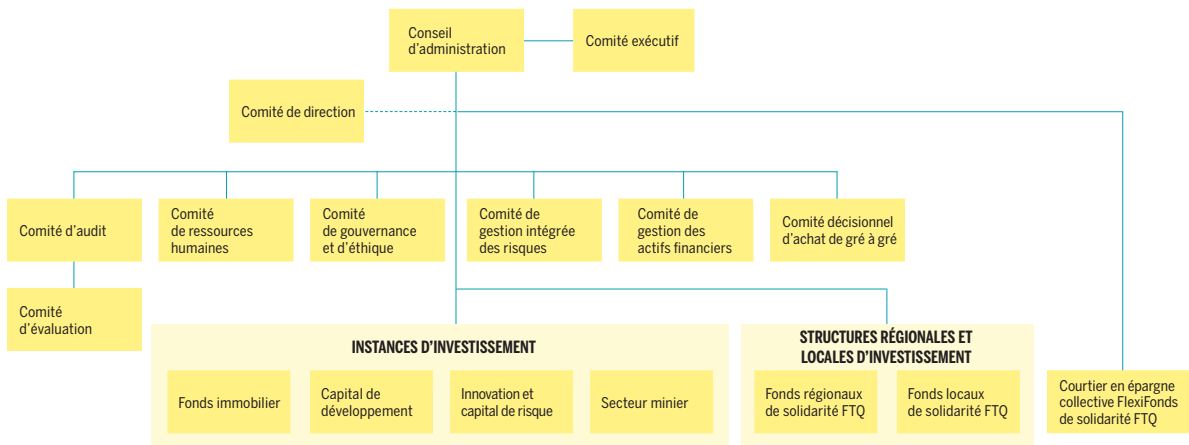 Conseil
d'administration
Comité exécutif
Comité de direction
Comité d'audit
Comité
de ressources
humaines
Comité
de gouvernance
et d'éthique
Comité de
gestion intégrée
des risques
Comité de
gestion des
actifs financiers
Comité décisionnel
d'achat de gré à gré
Comité
d'évaluation
INSTANCES D'INVESTISSEMENT
Fonds immobilier
Capital de
développement
Innovation et
capital de risque
Secteur minier
STRUCTURES RÉGIONALES ET
LOCALES D'INVESTISSEMENT
Fonds régionaux
de solidarité FTQ
Fonds locaux
de solidarité FTQ
Courtier en épargne
collective FlexiFonds
de solidarité FTQ